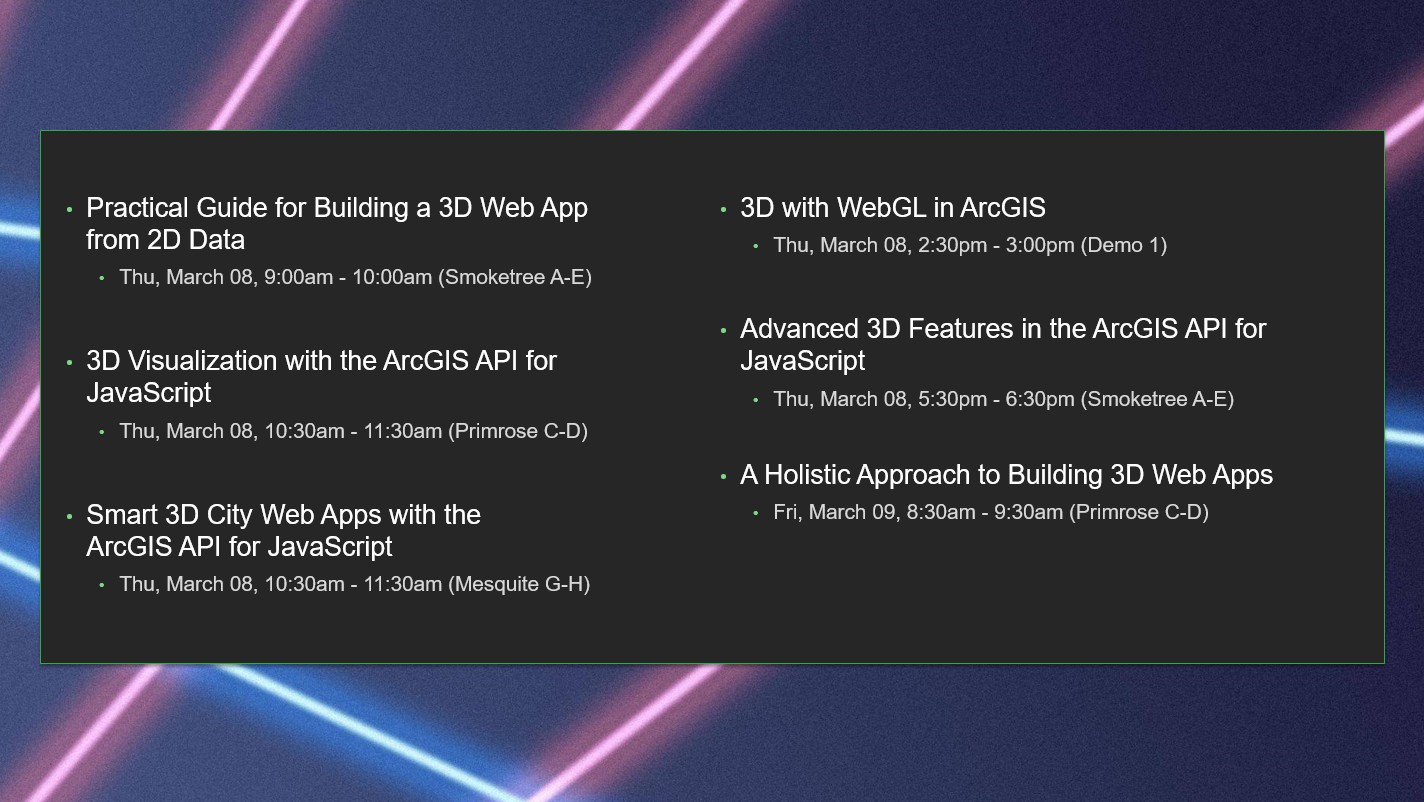 Practical Guide for Building a 3D Web App
from 2D Data
Thu, March 08, 9:00am - 10:00am (Smoketree A-E)
3D Visualization with the ArcGIS API for
JavaScript
Thu, March 08, 10:30am - 11:30am (Primrose C-D)
Smart 3D City Web Apps with the
ArcGIS API for JavaScript
Thu, March 08, 10:30am - 11:30am (Mesquite G-H)
3D with WebGL in ArcGIS
Thu, March 08, 2:30pm - 3:00pm (Demo 1)
Advanced 3D Features in the ArcGIS API for
JavaScript
Thu, March 08, 5:30pm - 6:30pm (Smoketree A-E)
A Holistic Approach to Building 3D Web Apps
Fri, March 09, 8:30am - 9:30am (Primrose C-D)